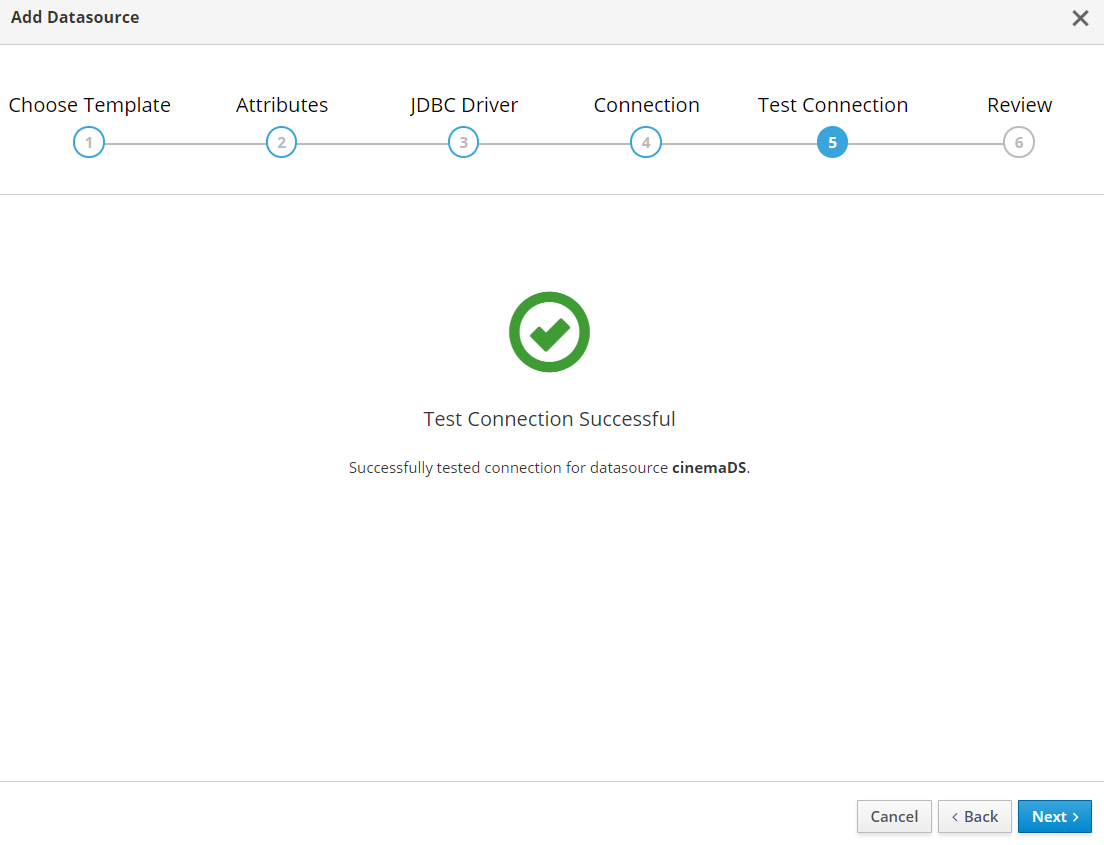 Add Datasource
Choose Template Attributes JDBC Driver Connection Test Connection Review
1 2 3 4 5 6
Test Connection Successful
Successfully tested connection for datasource cinemaDS.
Cancel < Back Next >